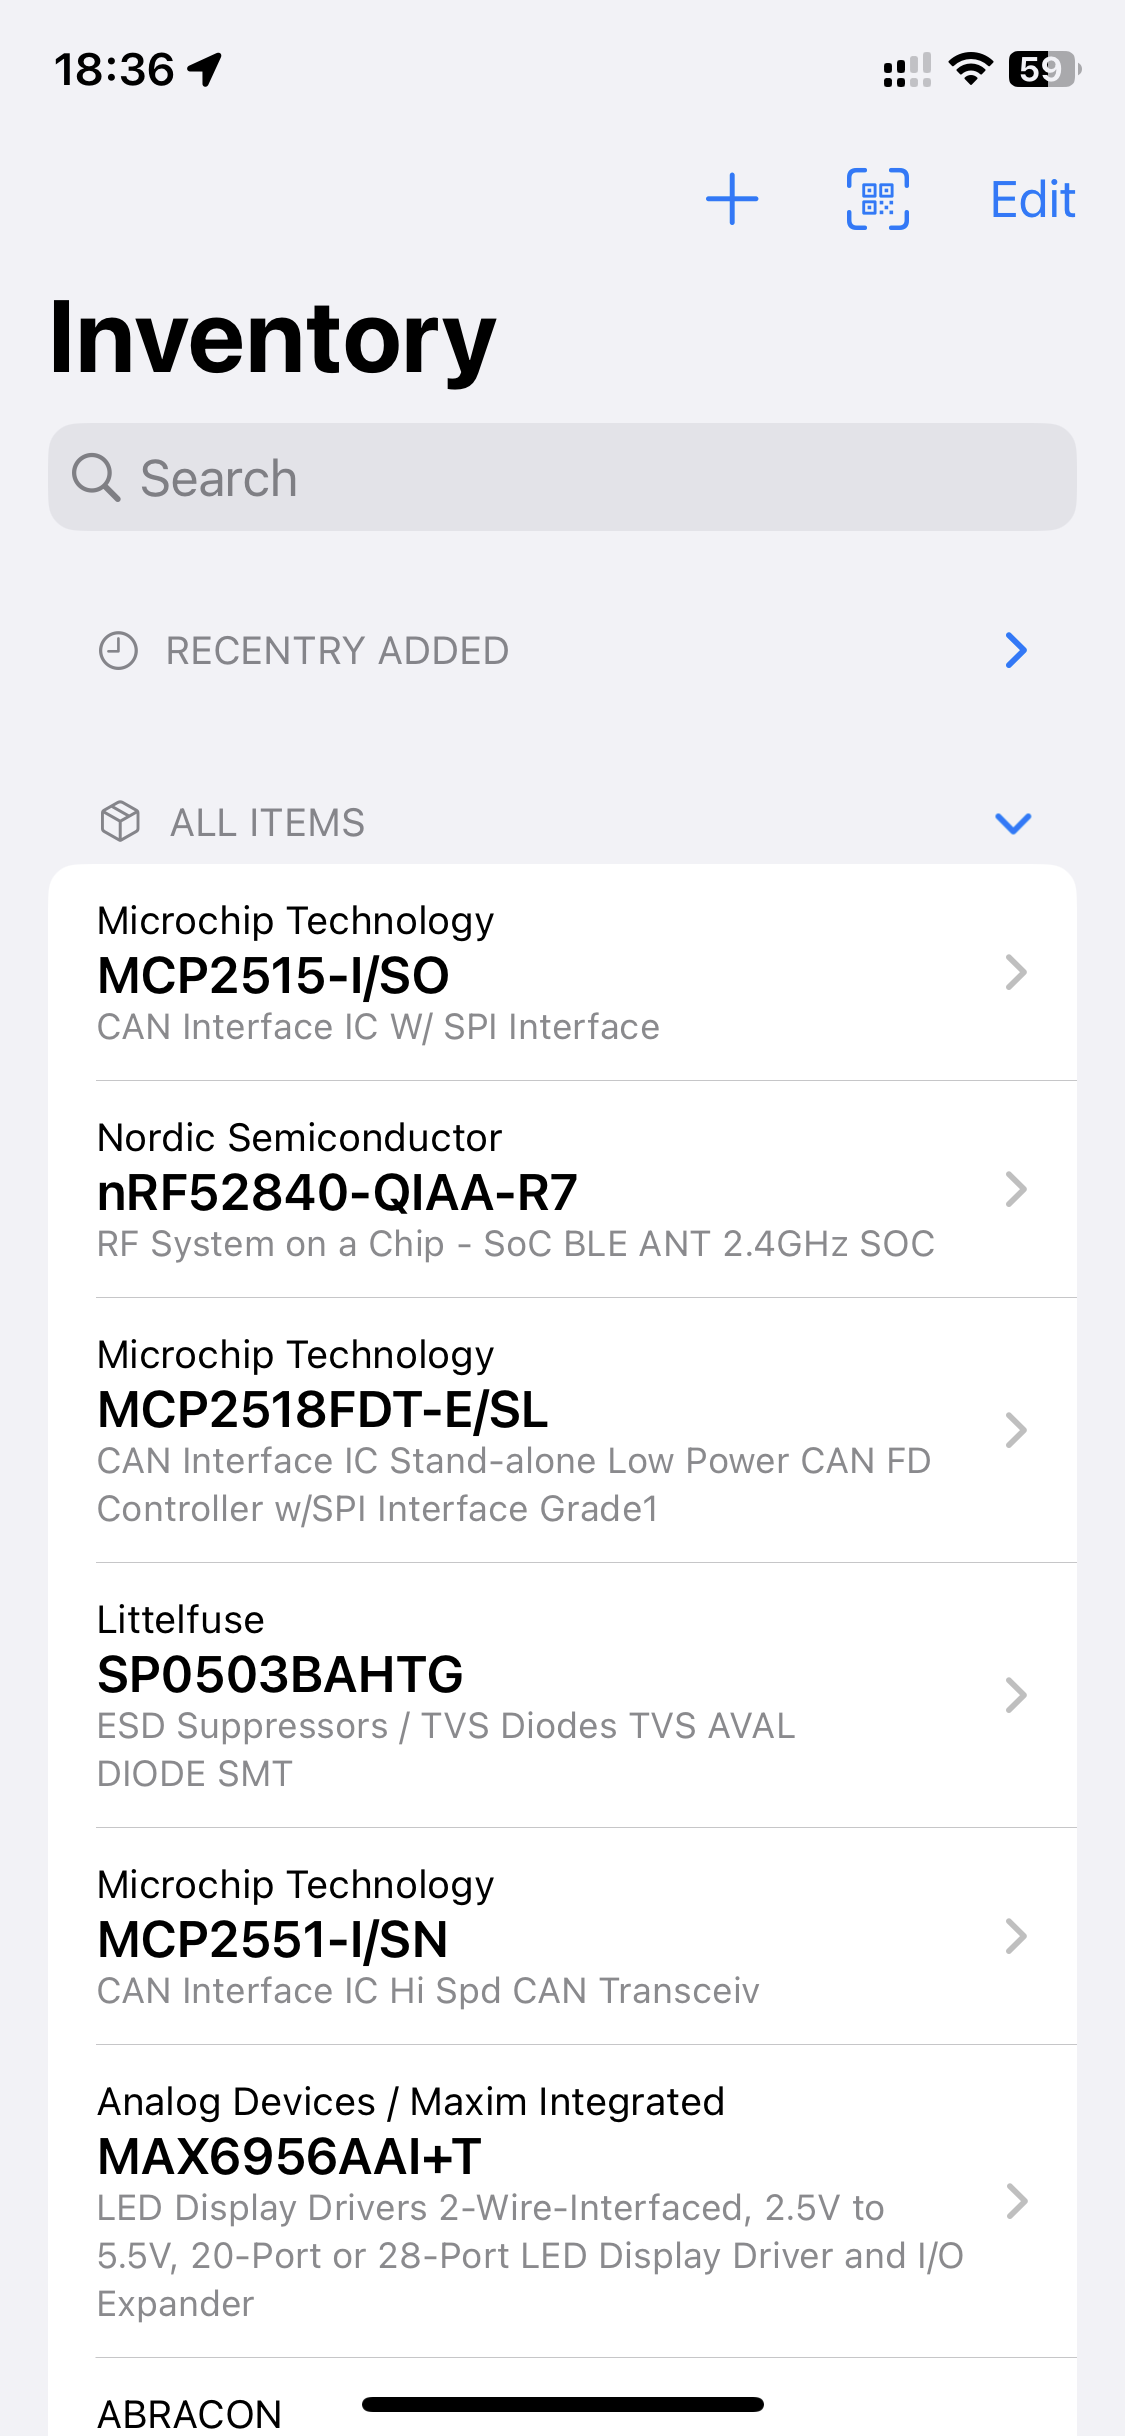 18:36
59
Edit
Inventory
Search
RECENTRY ADDED
ALL ITEMS
Microchip Technology
MCP2515-I/SO
CAN Interface IC W/ SPI Interface
Nordic Semiconductor
nRF52840-QIAA-R7
RF System on a Chip - SoC BLE ANT 2.4GHz SOC
Microchip Technology
MCP2518FDT-E/SL
CAN Interface IC Stand-alone Low Power CAN FD
Controller w/SPI Interface Grade1
Littelfuse
SP0503BAHTG
ESD Suppressors / TVS Diodes TVS AVAL
DIODE SMT
Microchip Technology
MCP2551-I/SN
CAN Interface IC Hi Spd CAN Transceiv
Analog Devices / Maxim Integrated
MAX6956AAI+T
LED Display Drivers 2-Wire-Interfaced, 2.5V to
5.5V, 20-Port or 28-Port LED Display Driver and I/O
Expander
ABRACON